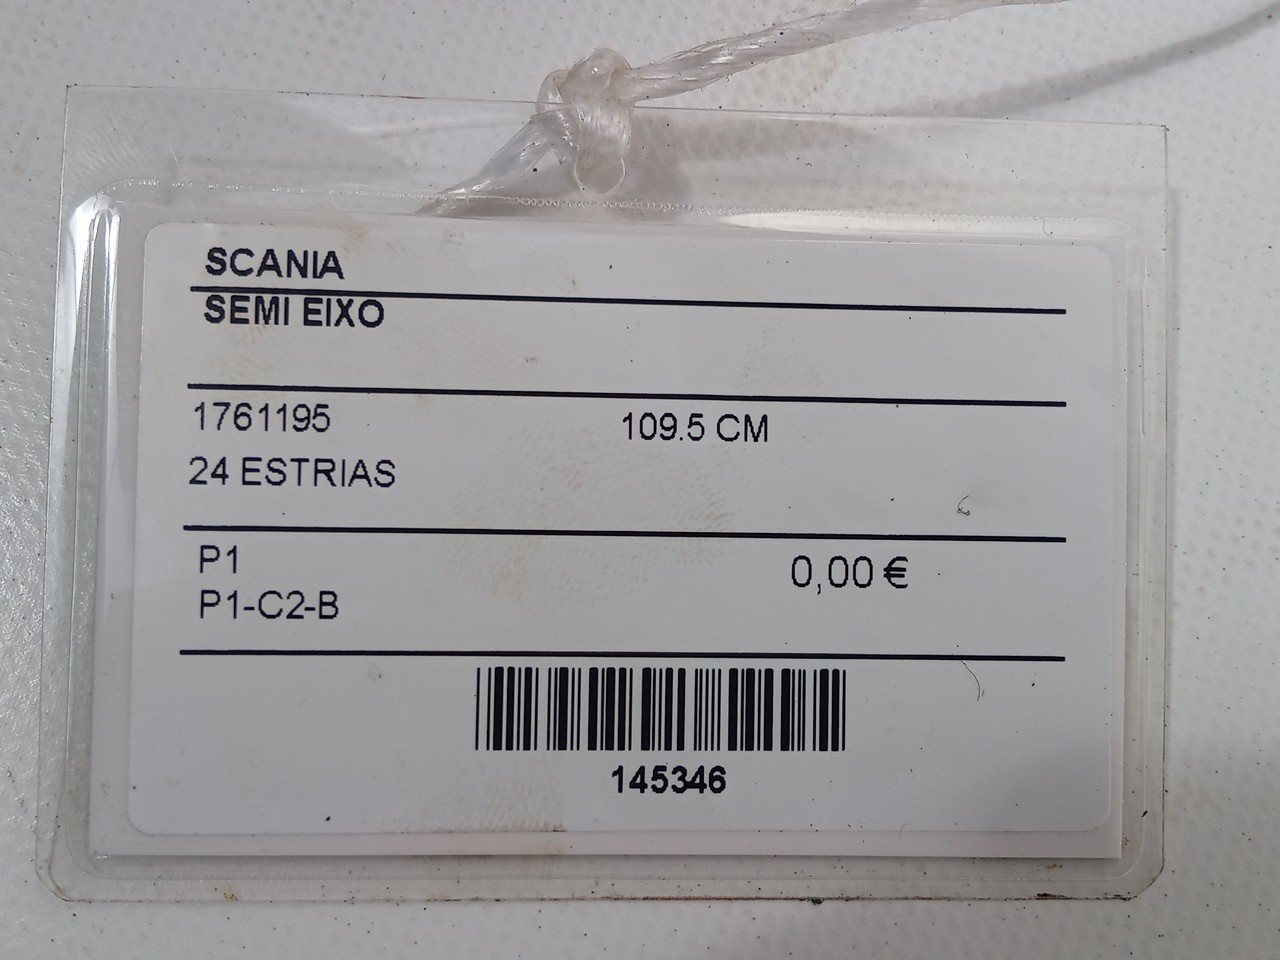 SCANIA
SEMI EIXO
1761195 109.5 CM
24 ESTRIAS
P1 0,00 €
P1-C2-B
145346